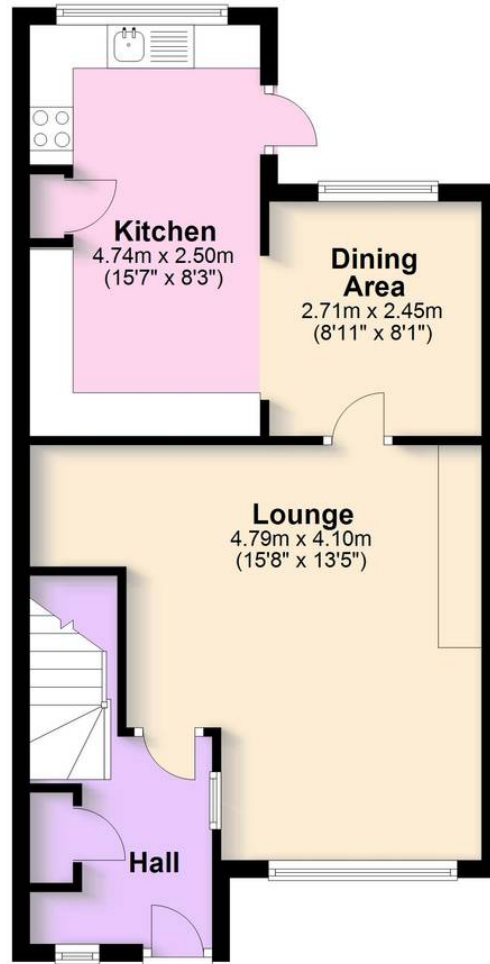 Kitchen
4.74m x 2.50m
(15'7" x 8'3")
Dining
Area
2.71m x 2.45m
(8'11" x 8'1")
Lounge
4.79m x 4.10m
(15'8" x 13'5")
Hall